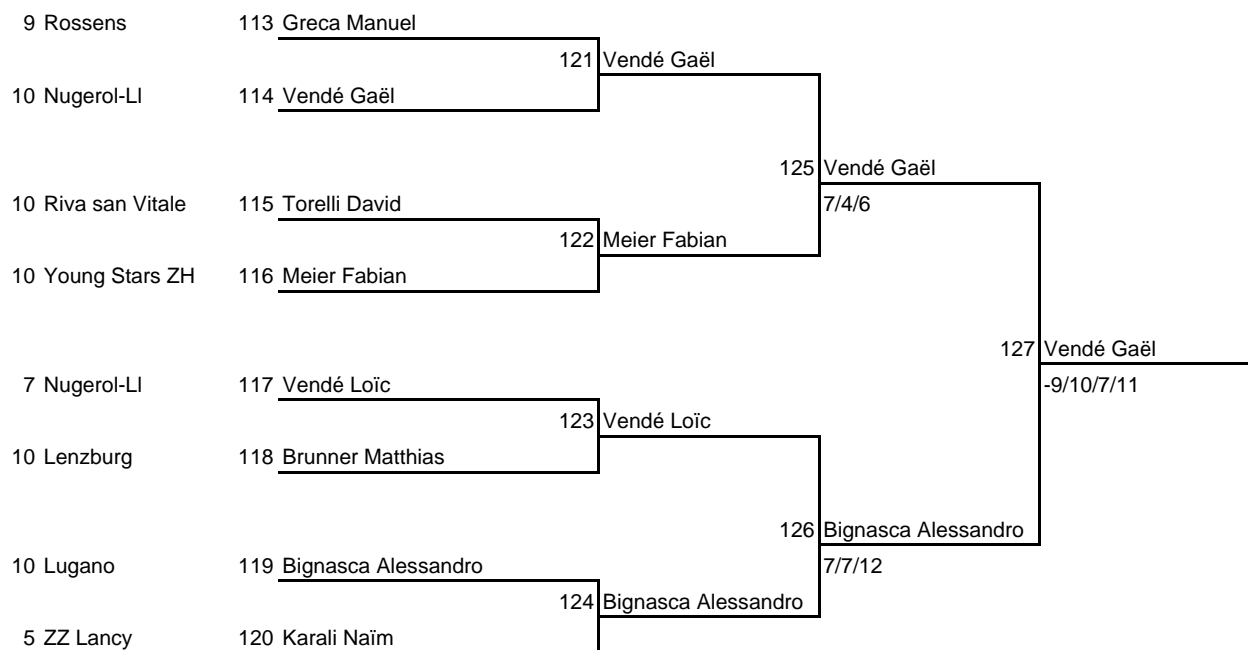 9 Rossens 113 Greca Manuel
121 Vendé Gaël
10 Nugerol-Ll 114 Vendé Gaël
125 Vendé Gaël
10 Riva san Vitale 115 Torelli David 7/4/6
122 Meier Fabian
10 Young Stars ZH 116 Meier Fabian
127 Vendé Gaël
7 Nugerol-Ll 117 Vendé Loïc -9/10/7/11
123 Vendé Loïc
10 Lenzburg 118 Brunner Matthias
126 Bignasca Alessandro
10 Lugano 119 Bignasca Alessandro 7/7/12
124 Bignasca Alessandro
5 ZZ Lancy 120 Karali Naïm